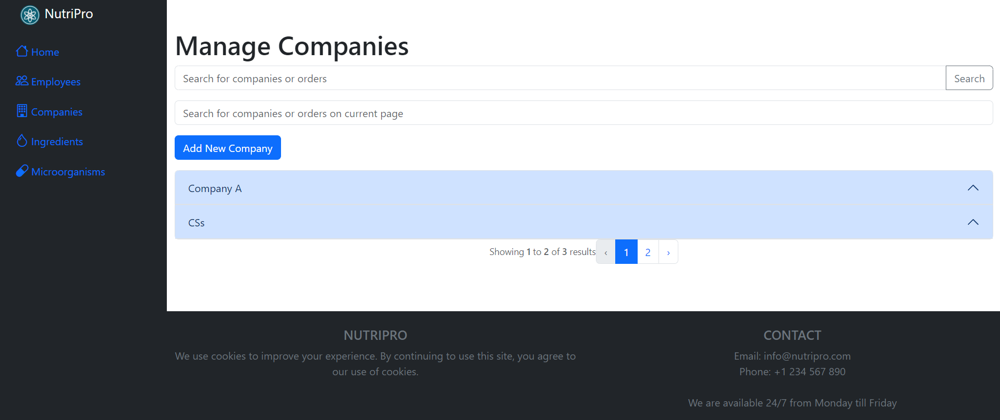 NutriPro
Home
Employees
Companies
Ingredients
Microorganisms
Manage Companies
Search for companies or orders
Search
Search for companies or orders on current page
Add New Company
Company A
CSs
Showing 1 to 2 of 3 results ‹ 1 2 ›
NUTRIPRO
We use cookies to improve your experience. By continuing to use this site, you agree to
our use of cookies.
CONTACT
Email: info@nutripro.com
Phone: +1 234 567 890
We are available 24/7 from Monday till Friday